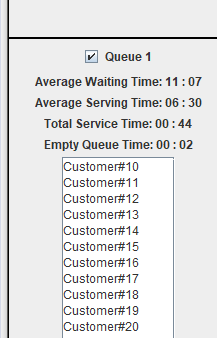 Queue 1
Average Waiting Time: 11 : 07
Average Serving Time: 06 : 30
Total Service Time: 00 : 44
Empty Queue Time: 00 : 02
Customer#10
Customer#11
Customer#12
Customer#13
Customer#14
Customer#15
Customer#16
Customer#17
Customer#18
Customer#19
Customer#20